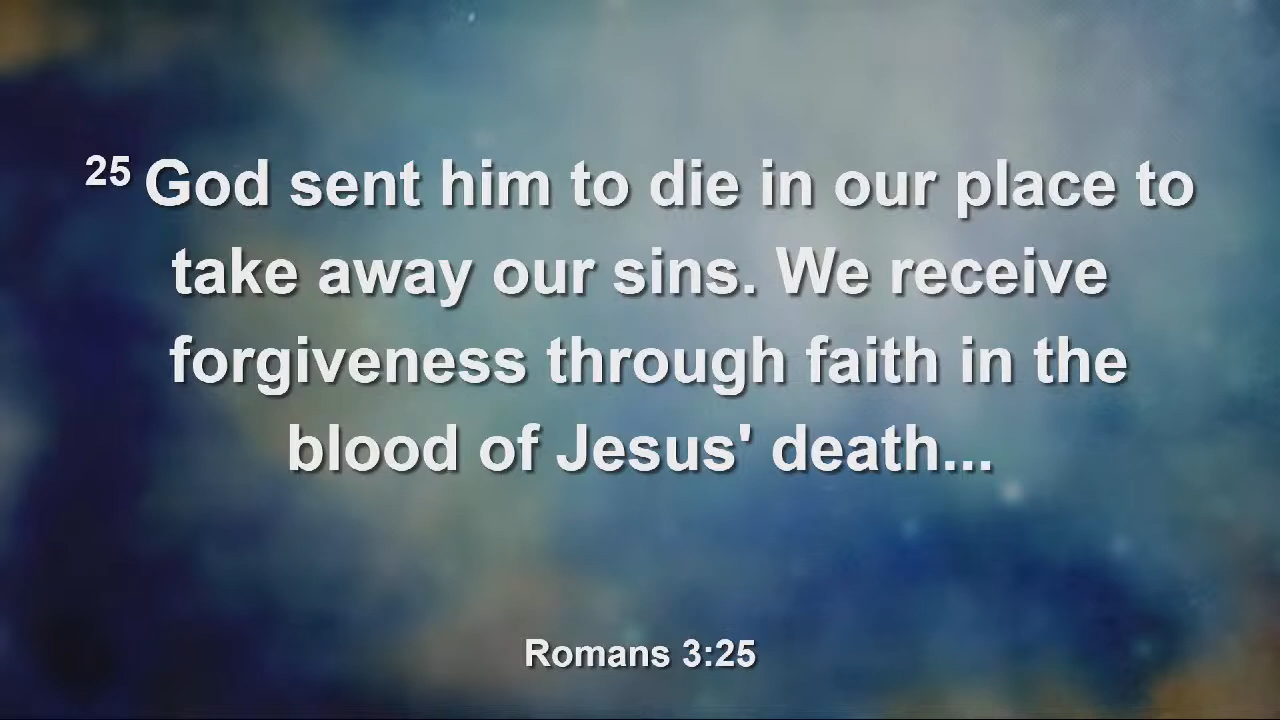 25 God sent him to die in our place to
take away our sins. We receive
forgiveness through faith in the
blood of Jesus' death...
Romans 3:25